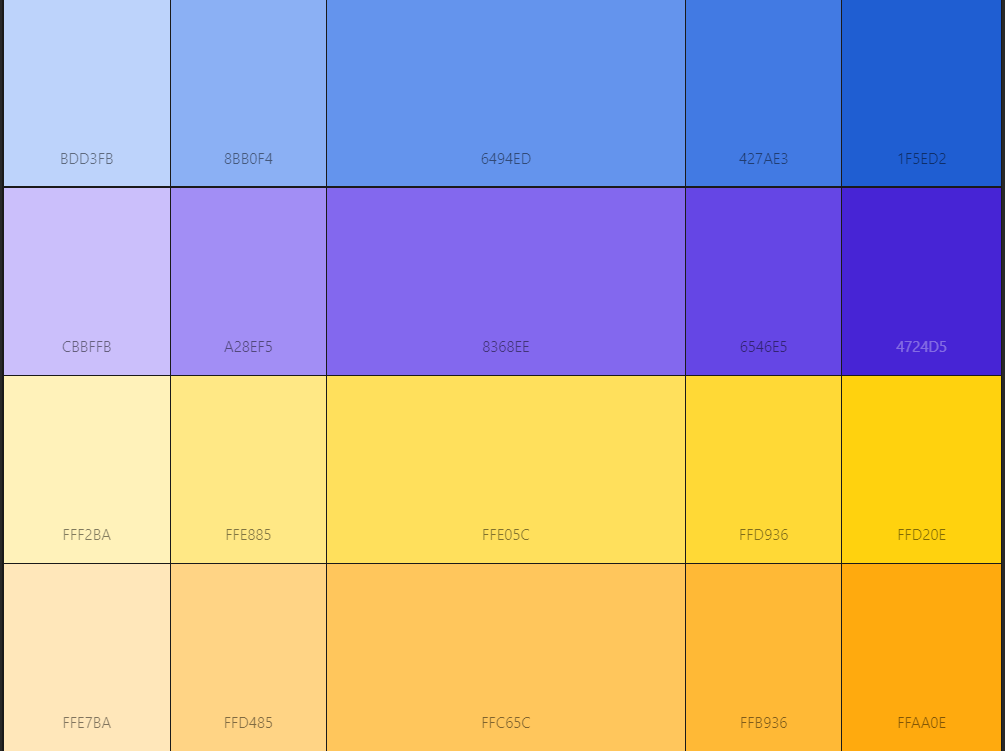 BDD3FB 8BB0F4 6494ED 427AE3 1F5ED2
CBBFFB A28EF5 8368EE 6546E5 4724D5
FFF2BA FFE885 FFE05C FFD936 FFD20E
FFE7BA FFD485 FFC65C FFB936 FFAA0E